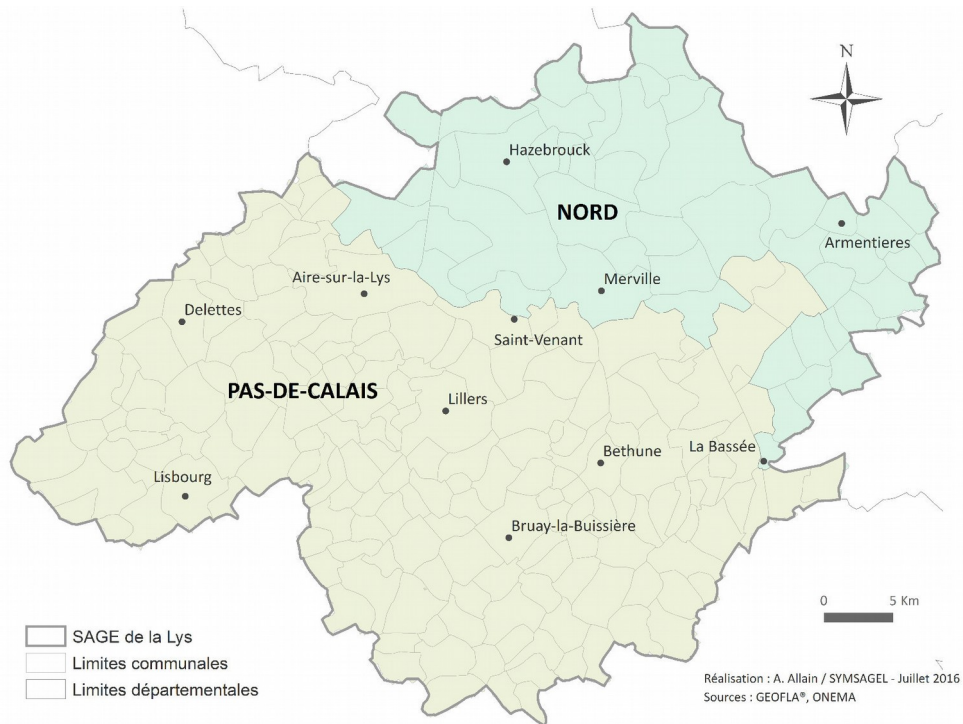 N
Hazebrouck
NORD
Armentieres
Aire-sur-la-Lys
Merville
Delettes
Saint-Venant
PAS-DE-CALAIS
Lillers
Bethune
La Bassée
Lisbourg
Bruay-la-Buissière
0 5 Km
SAGE de la Lys
Limites communales
Limites départementales
Réalisation : A. Allain / SYMSAGEL - Juillet 2016
Sources : GEOFLA®, ONEMA